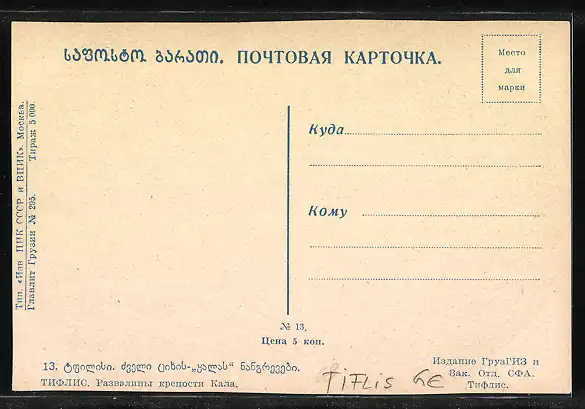 საფოსტო ბარათი. ПОЧТОВАЯ КАРТОЧКА.
Место
для
марки
Тип. «Изв ЦИК СССР и ВЦИК». Москва.
Главлит Грузии № 295. Тираж 5 000.
Куда
Кому
№ 13.
Цена 5 коп.
13. ტფილისი. ძველი ციხის-„ყალას“ ნანგრევები.
ТИФЛИС. Развалины крепости Кала.
Издание ГрузГИЗ и
Зак. Отд. СФА.
Тифлис.
TiFLiS GE